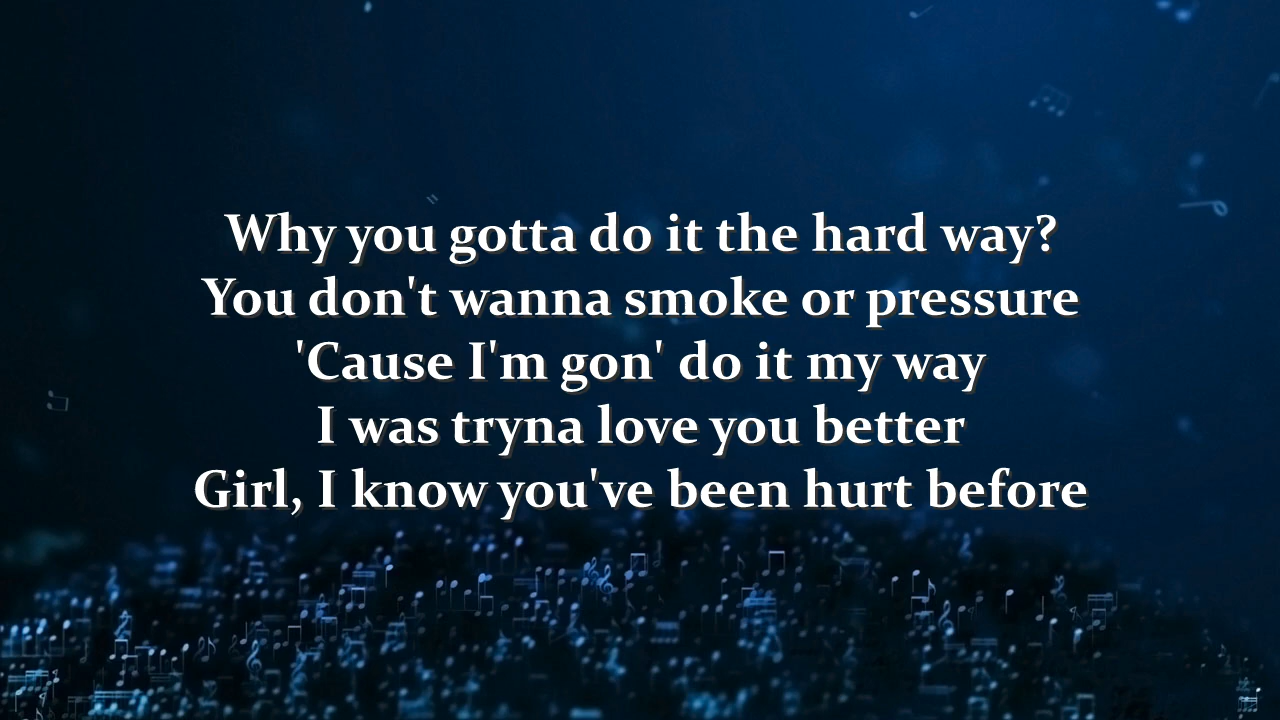 Why you gotta do it the hard way?
You don't wanna smoke or pressure
'Cause I'm gon' do it my way
I was tryna love you better
Girl, I know you've been hurt before